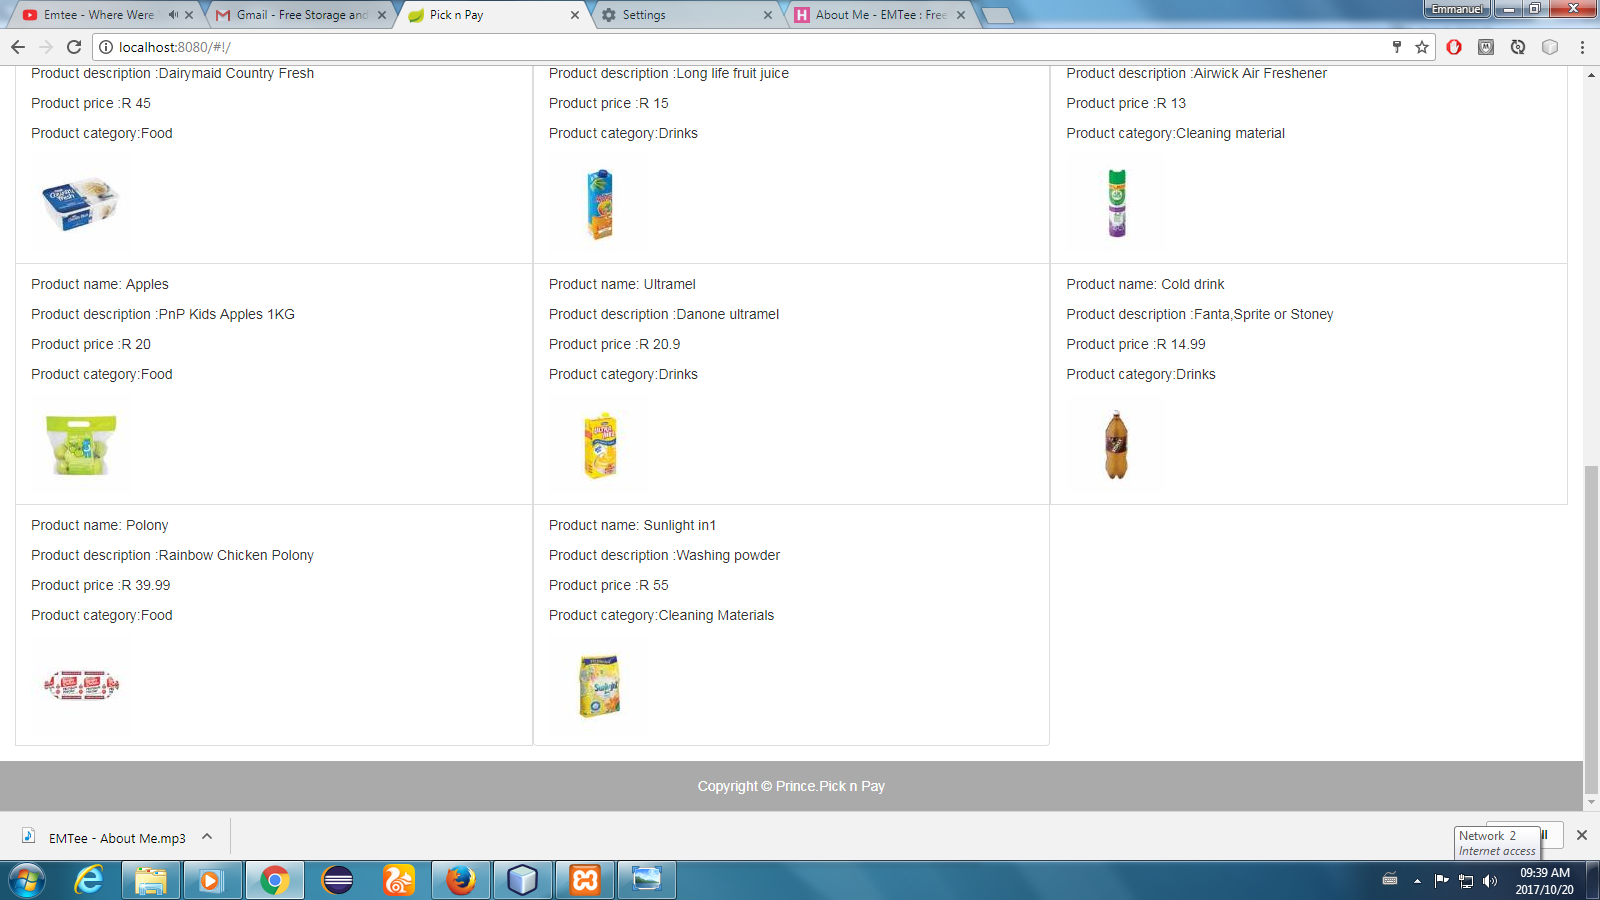 Emtee - Where Were
Gmail - Free Storage and
Pick n Pay
Settings
About Me - EMTee : Free
Emmanuel
localhost:8080/#!/
Product description :Dairymaid Country Fresh
Product price :R 45
Product category:Food
Product description :Long life fruit juice
Product price :R 15
Product category:Drinks
Product description :Airwick Air Freshener
Product price :R 13
Product category:Cleaning material
Product name: Apples
Product description :PnP Kids Apples 1KG
Product price :R 20
Product category:Food
Product name: Ultramel
Product description :Danone ultramel
Product price :R 20.9
Product category:Drinks
Product name: Cold drink
Product description :Fanta,Sprite or Stoney
Product price :R 14.99
Product category:Drinks
Product name: Polony
Product description :Rainbow Chicken Polony
Product price :R 39.99
Product category:Food
Product name: Sunlight in1
Product description :Washing powder
Product price :R 55
Product category:Cleaning Materials
Sunlight
Copyright © Prince.Pick n Pay
EMTee - About Me.mp3
Network 2
Internet access
09:39 AM
2017/10/20